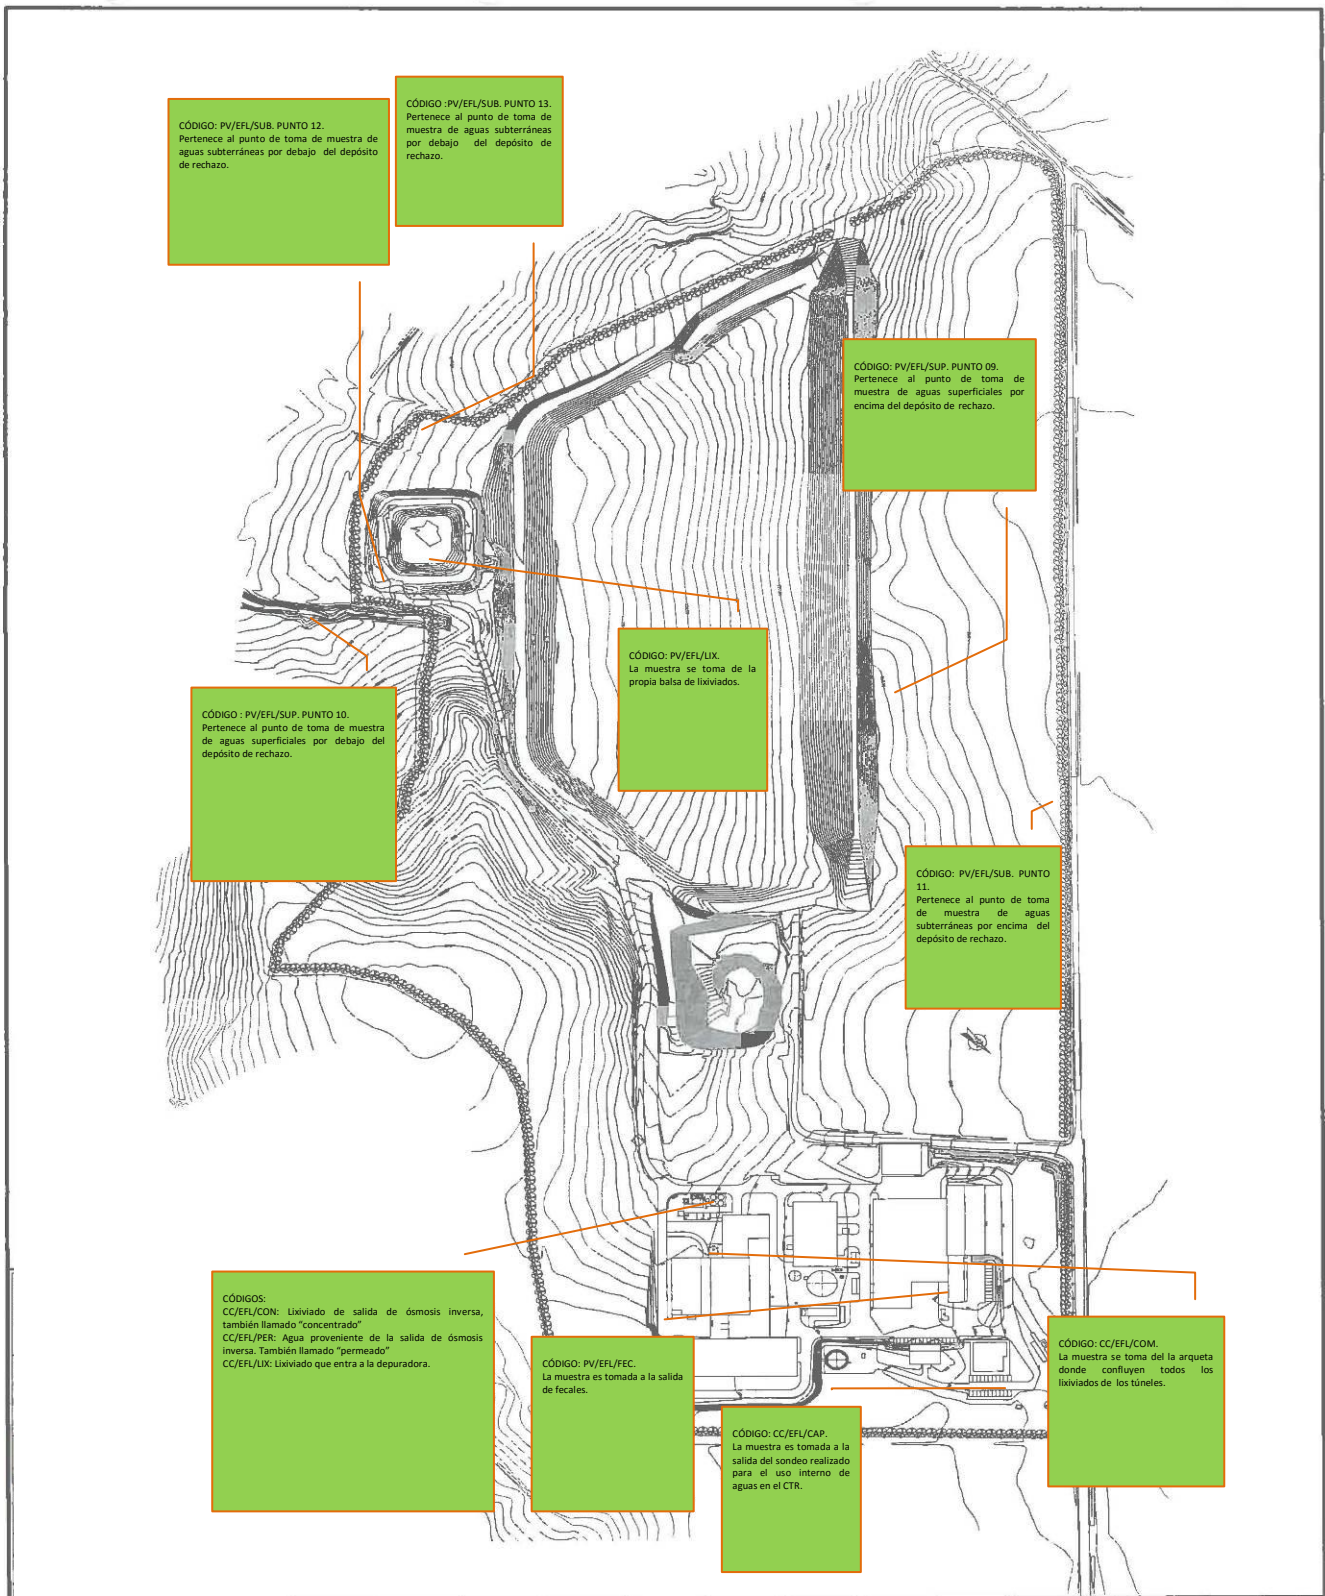 CÓDIGO: PV/EFL/SUB. PUNTO 12.
Pertenece al punto de toma de muestra de
aguas subterráneas por debajo del depósito
de rechazo.
CÓDIGO :PV/EFL/SUB. PUNTO 13.
Pertenece al punto de toma de
muestra de aguas subterráneas
por debajo del depósito de
rechazo.
CÓDIGO: PV/EFL/SUP. PUNTO 09.
Pertenece al punto de toma de
muestra de aguas superficiales por
encima del depósito de rechazo.
CÓDIGO: PV/EFL/LIX.
La muestra se toma de la
propia balsa de lixiviados.
CÓDIGO : PV/EFL/SUP. PUNTO 10.
Pertenece al punto de toma de muestra
de aguas superficiales por debajo del
depósito de rechazo.
CÓDIGO: PV/EFL/SUB. PUNTO
11.
Pertenece al punto de toma
de muestra de aguas
subterráneas por encima del
depósito de rechazo.
CÓDIGOS:
CC/EFL/CON: Lixiviado de salida de ósmosis inversa,
también llamado "concentrado"
CC/EFL/PER: Agua proveniente de la salida de ósmosis
inversa. También llamado "permeado"
CC/EFL/LIX: Lixiviado que entra a la depuradora.
CÓDIGO: PV/EFL/FEC.
La muestra es tomada a la salida
de fecales.
CÓDIGO: CC/EFL/CAP.
La muestra es tomada a la
salida del sondeo realizado
para el uso interno de
aguas en el CTR.
CÓDIGO: CC/EFL/COM.
La muestra se toma del la arqueta
donde confluyen todos los
lixiviados de los túneles.